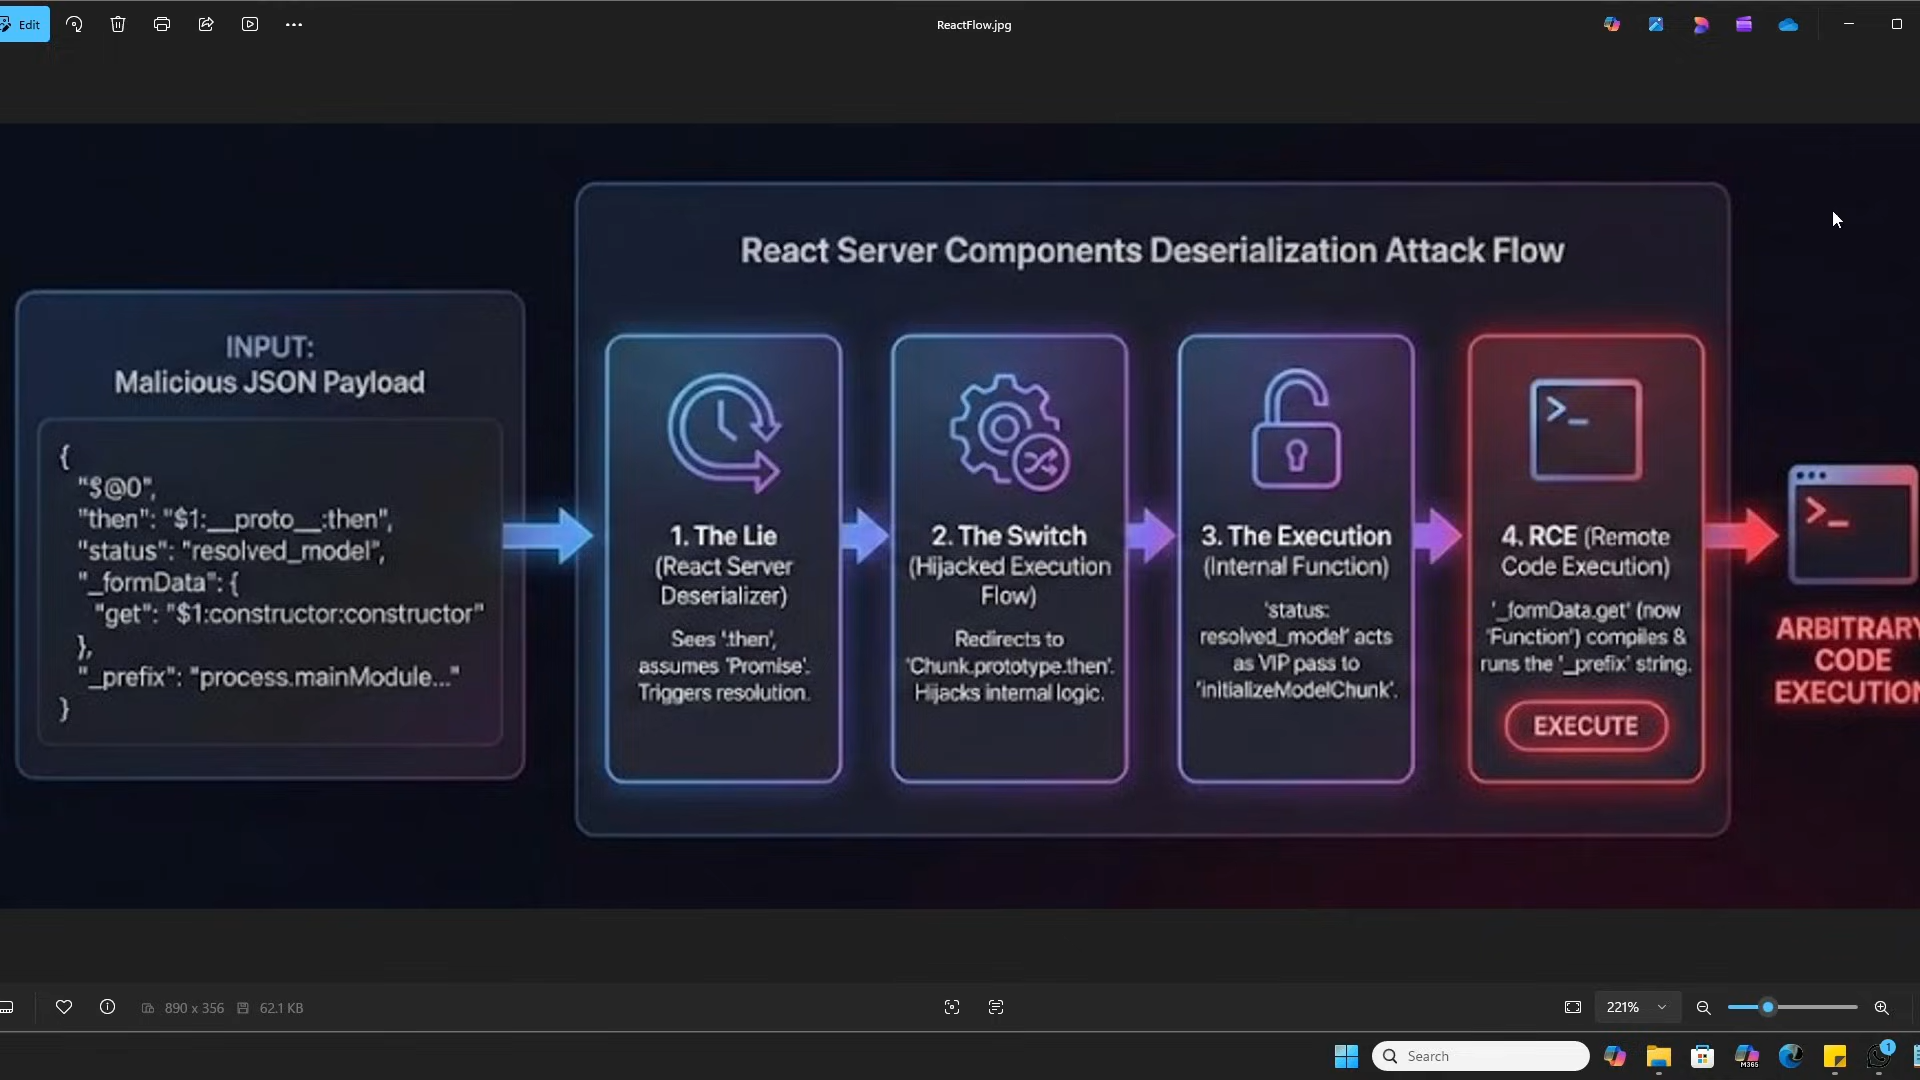 Edit
ReactFlow.jpg
React Server Components Deserialization Attack Flow
INPUT:
Malicious JSON Payload
{
"$@0",
"then": "$1:__proto__:then",
"status": "resolved_model",
"_formData": {
"get": "$1:constructor:constructor"
},
"_prefix": "process.mainModule..."
}
1. The Lie
(React Server
Deserializer)
Sees '.then',
assumes 'Promise'.
Triggers resolution.
2. The Switch
(Hijacked Execution
Flow)
Redirects to
'Chunk.prototype.then'.
Hijacks internal logic.
3. The Execution
(Internal Function)
'status:
resolved_model' acts
as VIP pass to
'initializeModelChunk'.
4. RCE (Remote
Code Execution)
'_formData.get' (now
'Function') compiles &
runs the '_prefix' string.
EXECUTE
ARBITRARY
CODE
EXECUTION
890 x 356
62.1 KB
221%
Search
M365
1